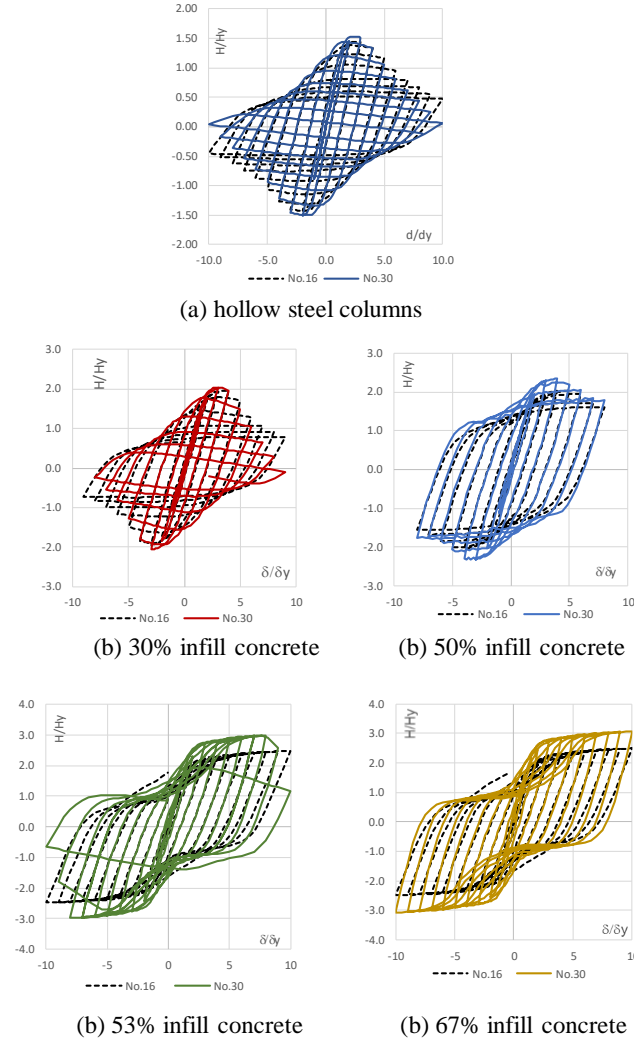 2.00
1.50
1.00
0.50
0.00
-0.50
-1.00
-1.50
2.00
H/Hy
d/dy
-10.0 -5.0 0.0 5.0 10.0
No.16 No.30
(a) hollow steel columns
3.0
2.0
1.0
0.0
-1.0
-2.0
-3.0
H/Hy
δ/δy
-10 -5 0 5 10
No.16 No.30
(b) 30% infill concrete
3.0
2.0
1.0
0.0
-1.0
-2.0
-3.0
H/Hy
δ/δy
-10 -5 0 5 10
No.16 No.30
(b) 50% infill concrete
4.0
3.0
2.0
1.0
0.0
-1.0
-2.0
-3.0
-4.0
H/Hy
δ/δy
-10 -5 0 5 10
No.16 No.30
(b) 53% infill concrete
4.0
3.0
2.0
1.0
0.0
-1.0
-2.0
-3.0
-4.0
H/Hy
δ/δy
-10 -5 0 5 10
No.16 No.30
(b) 67% infill concrete